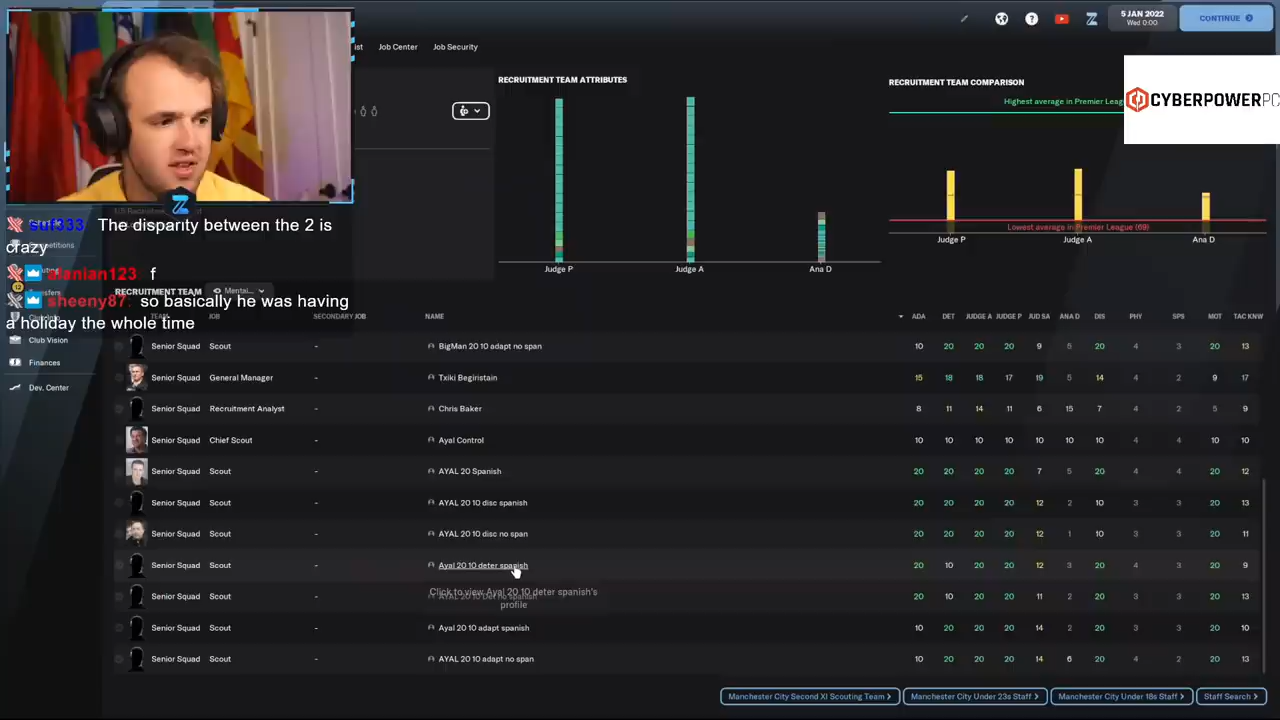 5 JAN 2022
Wed 0:00
CONTINUE
Job Center
Job Security
CYBERPOWERPC
RECRUITMENT TEAM ATTRIBUTES
RECRUITMENT TEAM COMPARISON
Highest average in Premier Leag
Lowest average in Premier League (69)
Judge P
Judge A
Ana D
Judge P
Judge A
Ana D
suf333 The disparity between the 2 is
crazy
alanian123 f
sheeny87: so basically he was having
a holiday the whole time
Club Vision
Finances
Dev. Center
RECRUITMENT TEAM
Mental...
TEAM JOB SECONDARY JOB NAME ADA DET JUDGE A JUDGE P JUD SA ANA D DIS PHY SPS MOT TAC KNW
Senior Squad Scout - BigMan 20 10 adapt no span 10 20 20 20 9 5 20 4 3 20 13
Senior Squad General Manager - Txiki Begiristain 15 18 18 17 19 5 14 4 2 9 17
Senior Squad Recruitment Analyst - Chris Baker 8 11 14 11 6 15 7 4 2 5 9
Senior Squad Chief Scout - Ayal Control 10 10 10 10 10 10 10 4 4 10 10
Senior Squad Scout - AYAL 20 Spanish 20 20 20 20 7 5 20 4 4 20 12
Senior Squad Scout - AYAL 20 10 disc spanish 20 20 20 20 12 2 10 3 3 20 13
Senior Squad Scout - AYAL 20 10 disc no span 20 20 20 20 12 1 10 3 3 20 11
Senior Squad Scout - Ayal 20 10 deter spanish 20 10 20 20 12 3 20 4 3 20 9
Click to view Ayal 20 10 deter spanish's
profile
Senior Squad Scout - 20 10 20 20 11 2 20 3 3 20 13
Senior Squad Scout - Ayal 20 10 adapt spanish 10 20 20 20 14 2 20 3 3 20 10
Senior Squad Scout - AYAL 20 10 adapt no span 10 20 20 20 14 6 20 4 2 20 13
Manchester City Second XI Scouting Team >
Manchester City Under 23s Staff >
Manchester City Under 18s Staff >
Staff Search >